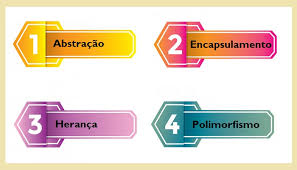 1 Abstração
2 Encapsulamento
3 Herança
4 Polimorfismo